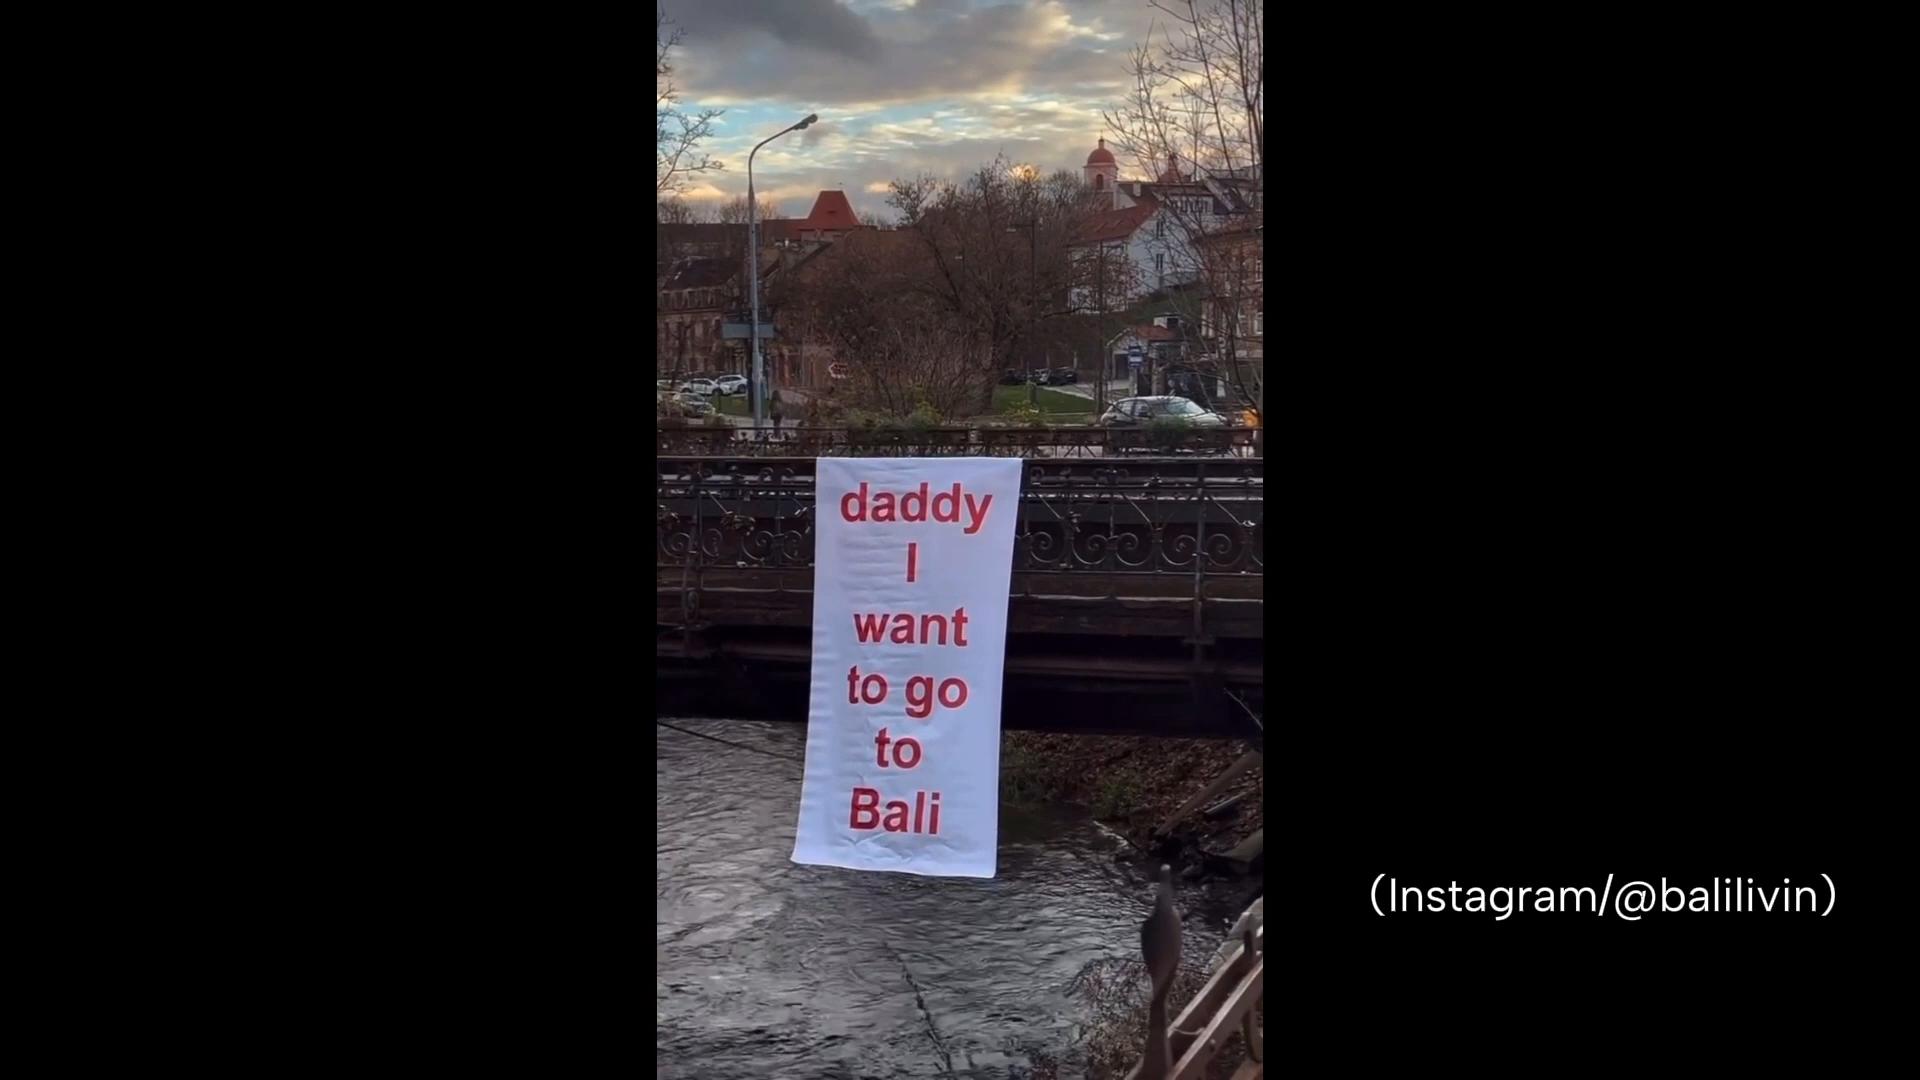 daddy
I
want
to go
to
Bali
(Instagram/@balilivin)